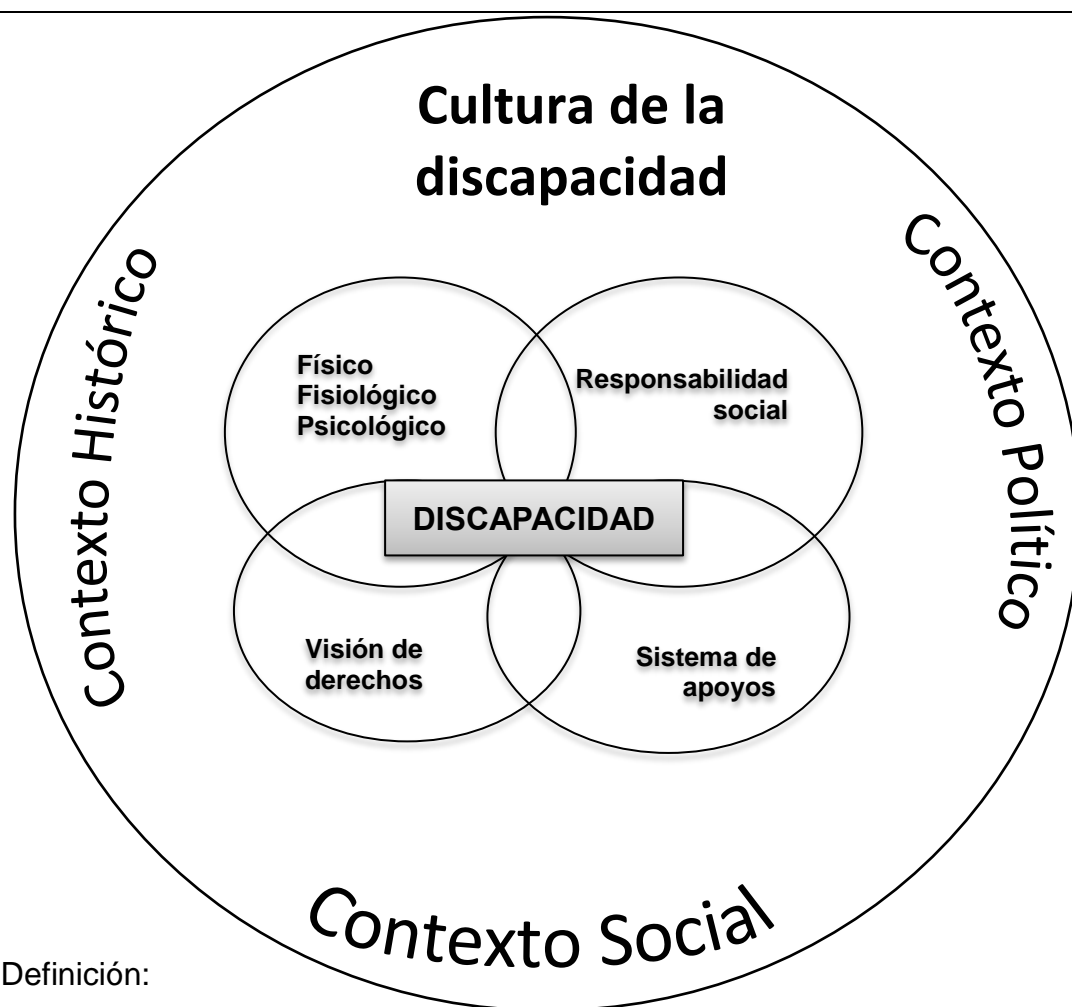 Cultura de la
discapacidad
Contexto Histórico
Contexto Político
Físico
Fisiológico
Psicológico
Responsabilidad
social
DISCAPACIDAD
Visión de
derechos
Sistema de
apoyos
Contexto Social
Definición: